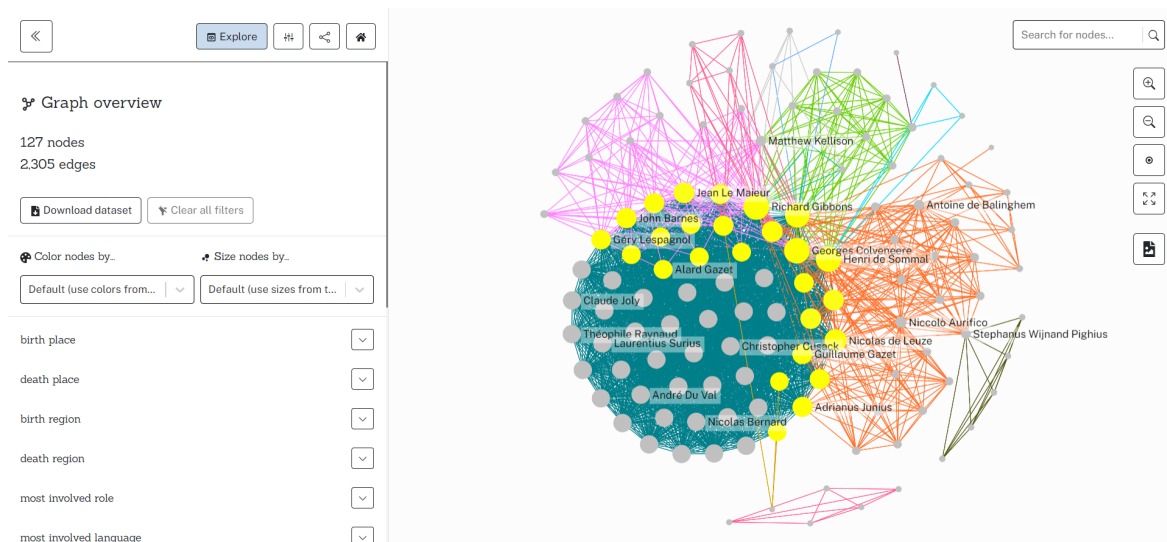 Explore
Search for nodes...
Graph overview
127 nodes
2,305 edges
Download dataset
Clear all filters
Color nodes by..
Size nodes by..
Default (use colors from...
Default (use sizes from t...
birth place
death place
birth region
death region
most involved role
most involved language
Matthew Kellison
Jean Le Maieur
Richard Gibbons
Antoine de Balinghem
John Barnes
Géry Lespagnol
Georges Colveneere
Henri de Sommal
Alard Gazet
Claude Joly
Niccolo Aurifico
Théophile Raynaud
Stephanus Wijnand Pighius
Laurentius Surius
Christopher Cusack
Nicolas de Leuze
Guillaume Gazet
André Du Val
Adrianus Junius
Nicolas Bernard